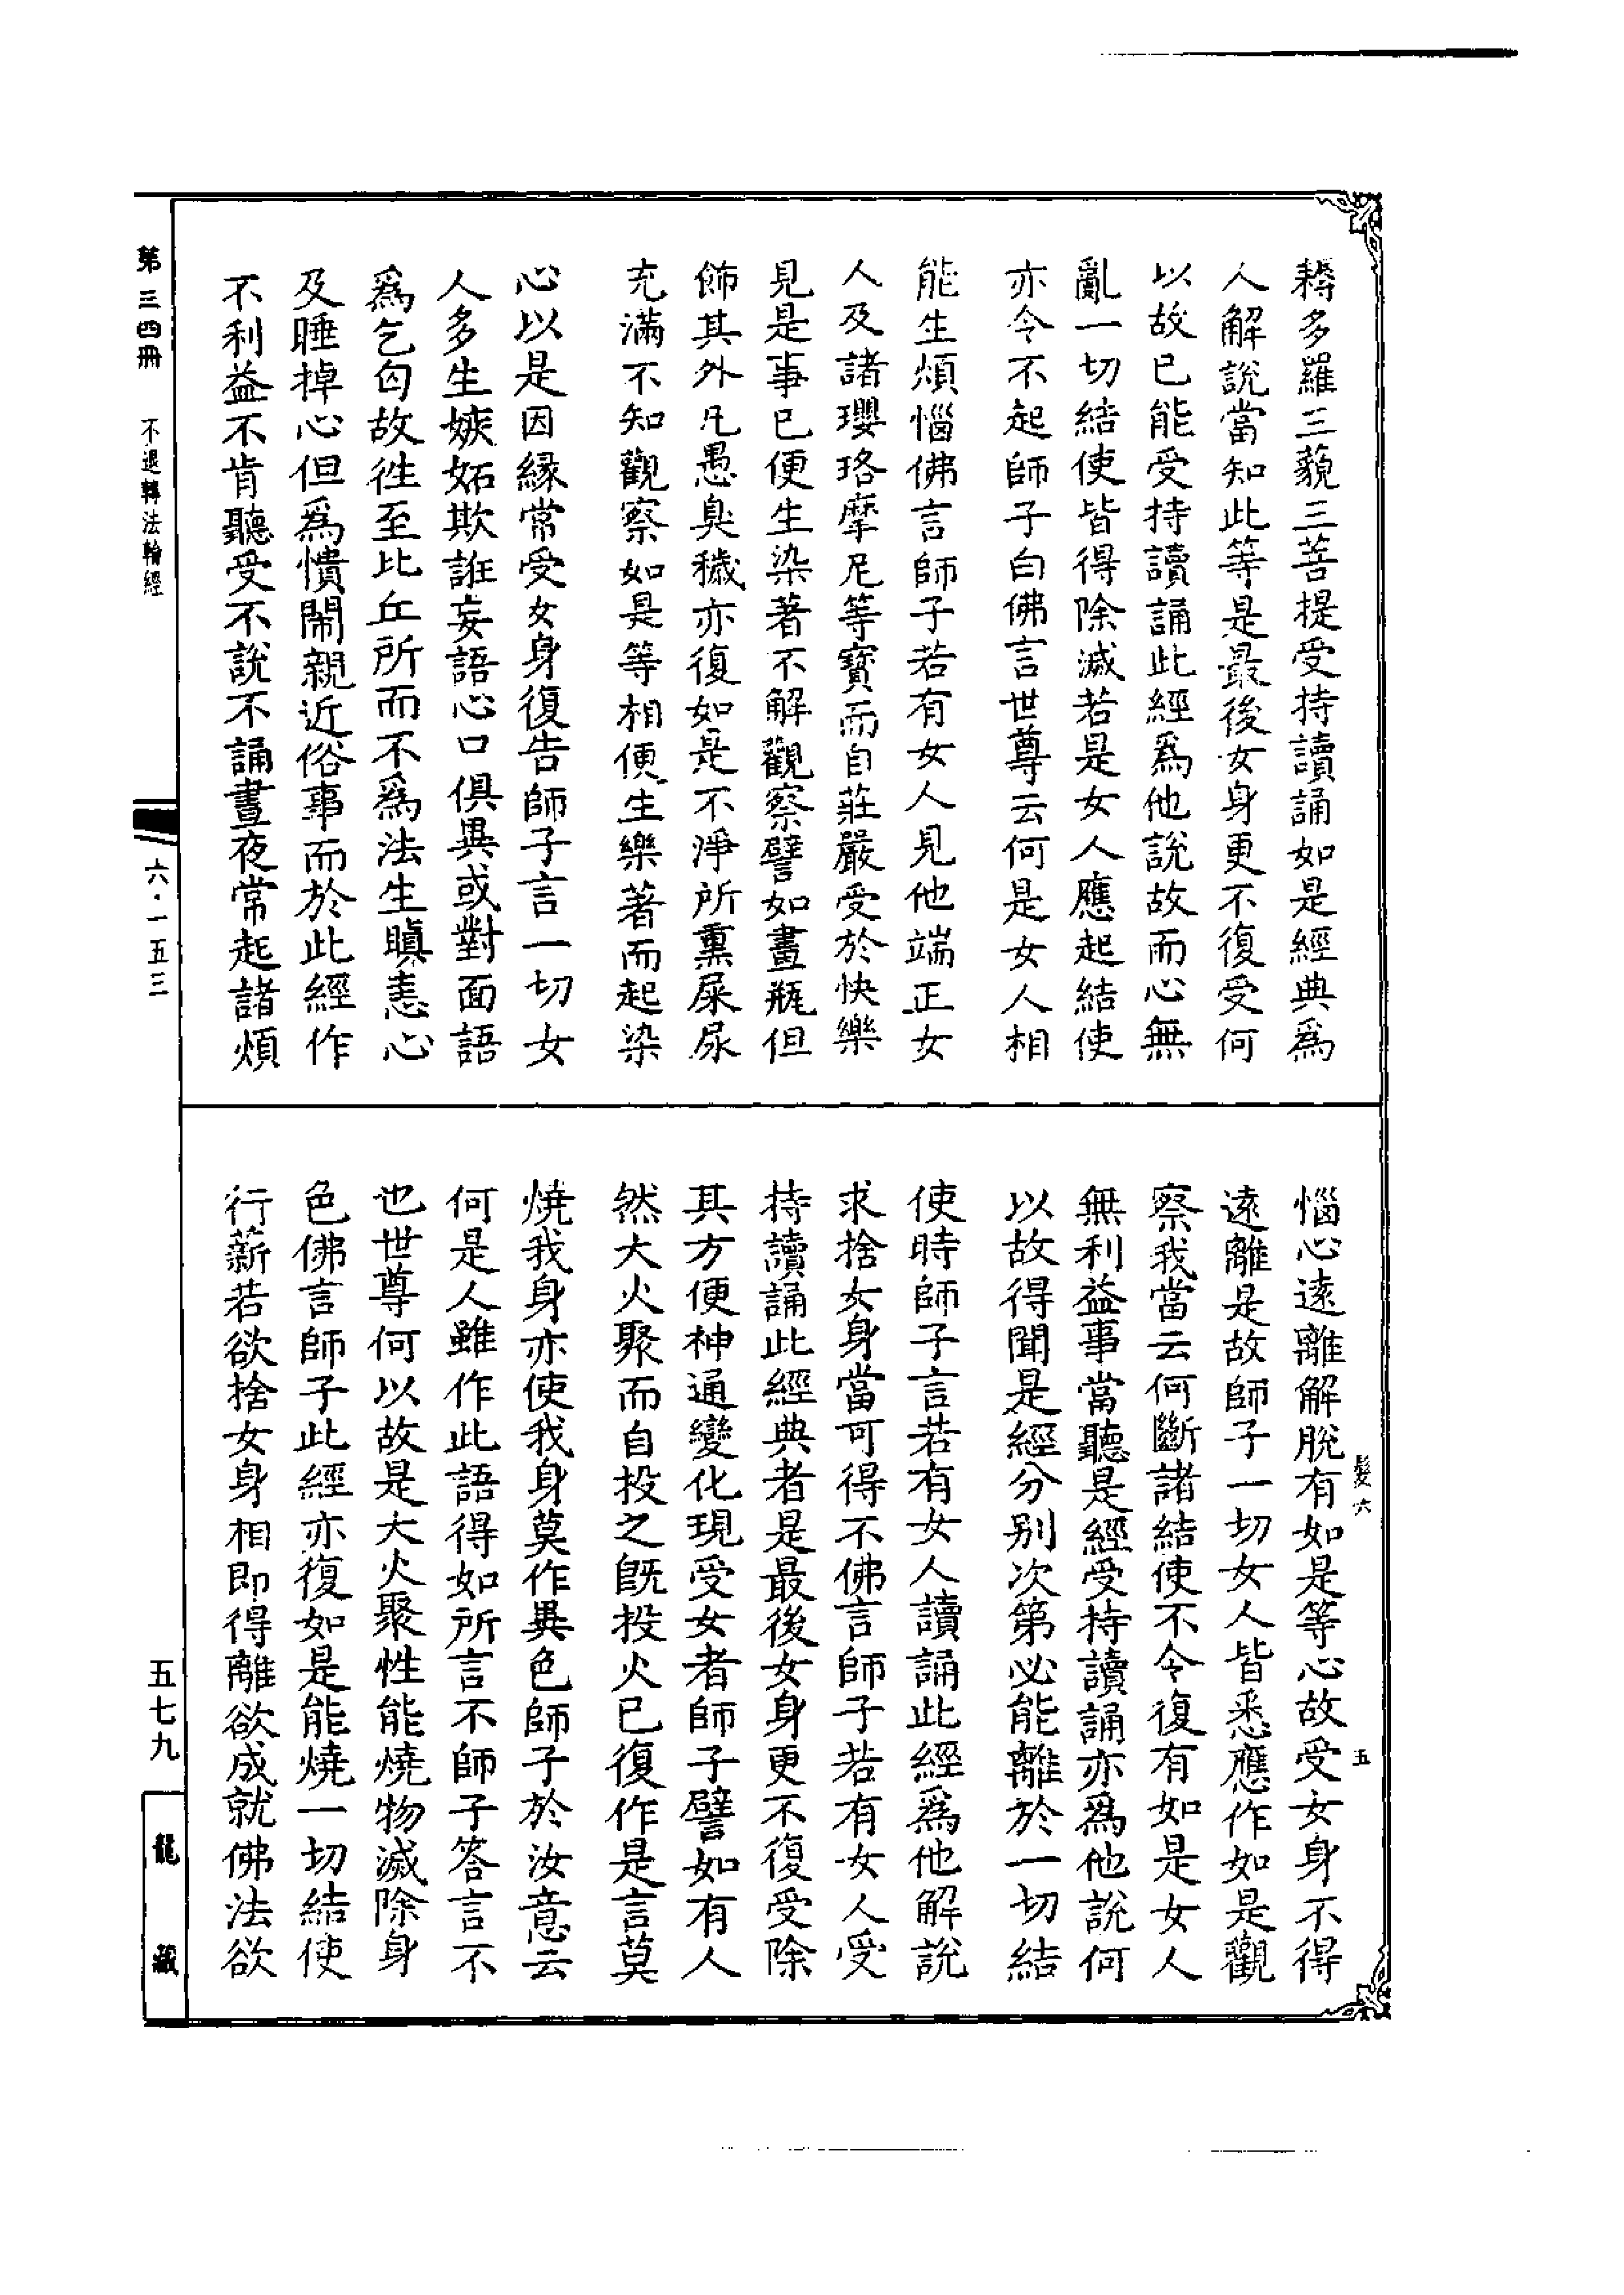 耨多羅三藐三菩提受持讀誦如是經典爲
人解說當知此等是最後女身更不復受何
以故已能受持讀誦此經爲他說故而心無
亂一切結使皆得除滅若是女人應起結使
亦令不起師子白佛言世尊云何是女人相
能生煩惱佛言師子若有女人見他端正女
人及諸瓔珞摩尼等寶而自莊嚴受於快樂
見是事已便生染著不解觀察譬如畫瓶但
飾其外凡愚臭穢亦復如是不淨所熏屎尿
充滿不知觀察如是等相便生樂著而起染
心以是因緣常受女身復告師子言一切女
人多生嫉妬欺誑妄語心口俱異或對面語
爲乞匃故徃至比丘所而不爲法生瞋恚心
及睡掉心但爲憒閙親近俗事而於此經作
不利益不肯聽受不說不誦晝夜常起諸煩
惱心遠離解脫有如是等心故受女身不得
遠離是故師子一切女人皆悉應作如是觀
察我當云何斷諸結使不令復有如是女人
無利益事當聽是經受持讀誦亦爲他說何
以故得聞是經分別次第必能離於一切結
使時師子言若有女人讀誦此經爲他解說
求捨女身當可得不佛言師子若有女人受
持讀誦此經典者是最後女身更不復受除
其方便神通變化現受女者師子譬如有人
然大火聚而自投之旣投火已復作是言莫
燒我身亦使我身莫作異色師子於汝意云
何是人雖作此語得如所言不師子答言不
也世尊何以故是大火聚性能燒物滅除身
色佛言師子此經亦復如是能燒一切結使
行薪若欲捨女身相即得離欲成就佛法欲
髮六
五
第三四冊
不退轉法輪經
六·一五三
五七九
龍藏